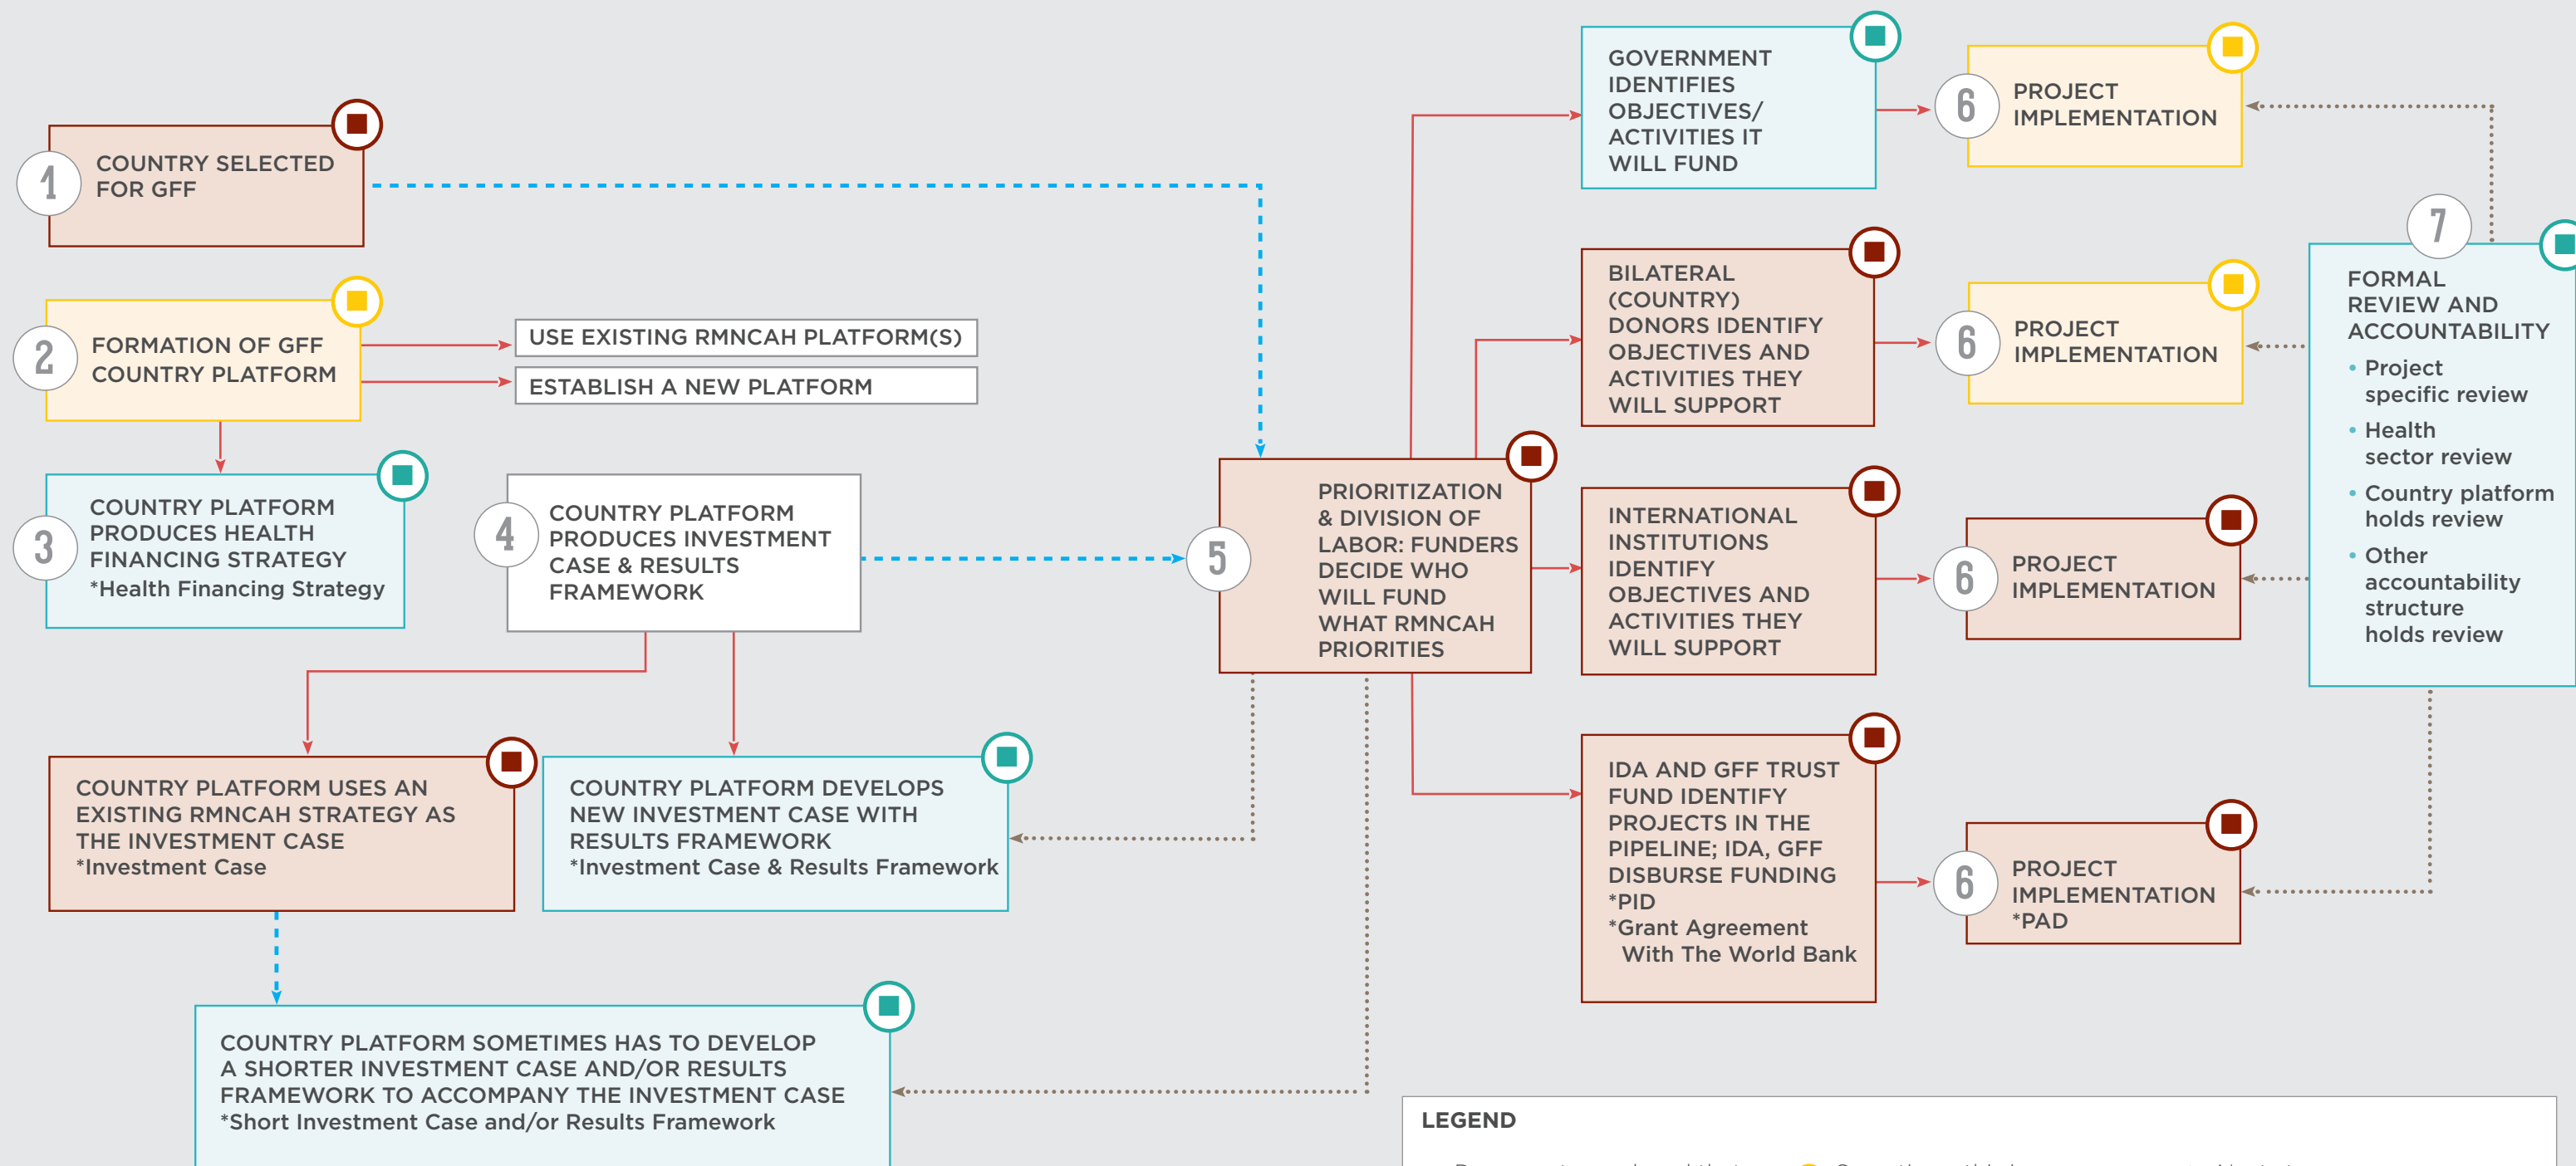 1
COUNTRY SELECTED
FOR GFF
2
FORMATION OF GFF
COUNTRY PLATFORM
USE EXISTING RMNCAH PLATFORM(S)
ESTABLISH A NEW PLATFORM
3
COUNTRY PLATFORM
PRODUCES HEALTH
FINANCING STRATEGY
*Health Financing Strategy
4
COUNTRY PLATFORM
PRODUCES INVESTMENT
CASE & RESULTS
FRAMEWORK
COUNTRY PLATFORM USES AN
EXISTING RMNCAH STRATEGY AS
THE INVESTMENT CASE
*Investment Case
COUNTRY PLATFORM DEVELOPS
NEW INVESTMENT CASE WITH
RESULTS FRAMEWORK
*Investment Case & Results Framework
COUNTRY PLATFORM SOMETIMES HAS TO DEVELOP
A SHORTER INVESTMENT CASE AND/OR RESULTS
FRAMEWORK TO ACCOMPANY THE INVESTMENT CASE
*Short Investment Case and/or Results Framework
5
PRIORITIZATION
& DIVISION OF
LABOR: FUNDERS
DECIDE WHO
WILL FUND
WHAT RMNCAH
PRIORITIES
GOVERNMENT
IDENTIFIES
OBJECTIVES/
ACTIVITIES IT
WILL FUND
6
PROJECT
IMPLEMENTATION
BILATERAL
(COUNTRY)
DONORS IDENTIFY
OBJECTIVES AND
ACTIVITIES THEY
WILL SUPPORT
6
PROJECT
IMPLEMENTATION
INTERNATIONAL
INSTITUTIONS
IDENTIFY
OBJECTIVES AND
ACTIVITIES THEY
WILL SUPPORT
6
PROJECT
IMPLEMENTATION
IDA AND GFF TRUST
FUND IDENTIFY
PROJECTS IN THE
PIPELINE; IDA, GFF
DISBURSE FUNDING
*PID
*Grant Agreement
With The World Bank
6
PROJECT
IMPLEMENTATION
*PAD
7
FORMAL
REVIEW AND
ACCOUNTABILITY
• Project
specific review
• Health
sector review
• Country platform
holds review
• Other
accountability
structure
holds review
LEGEND